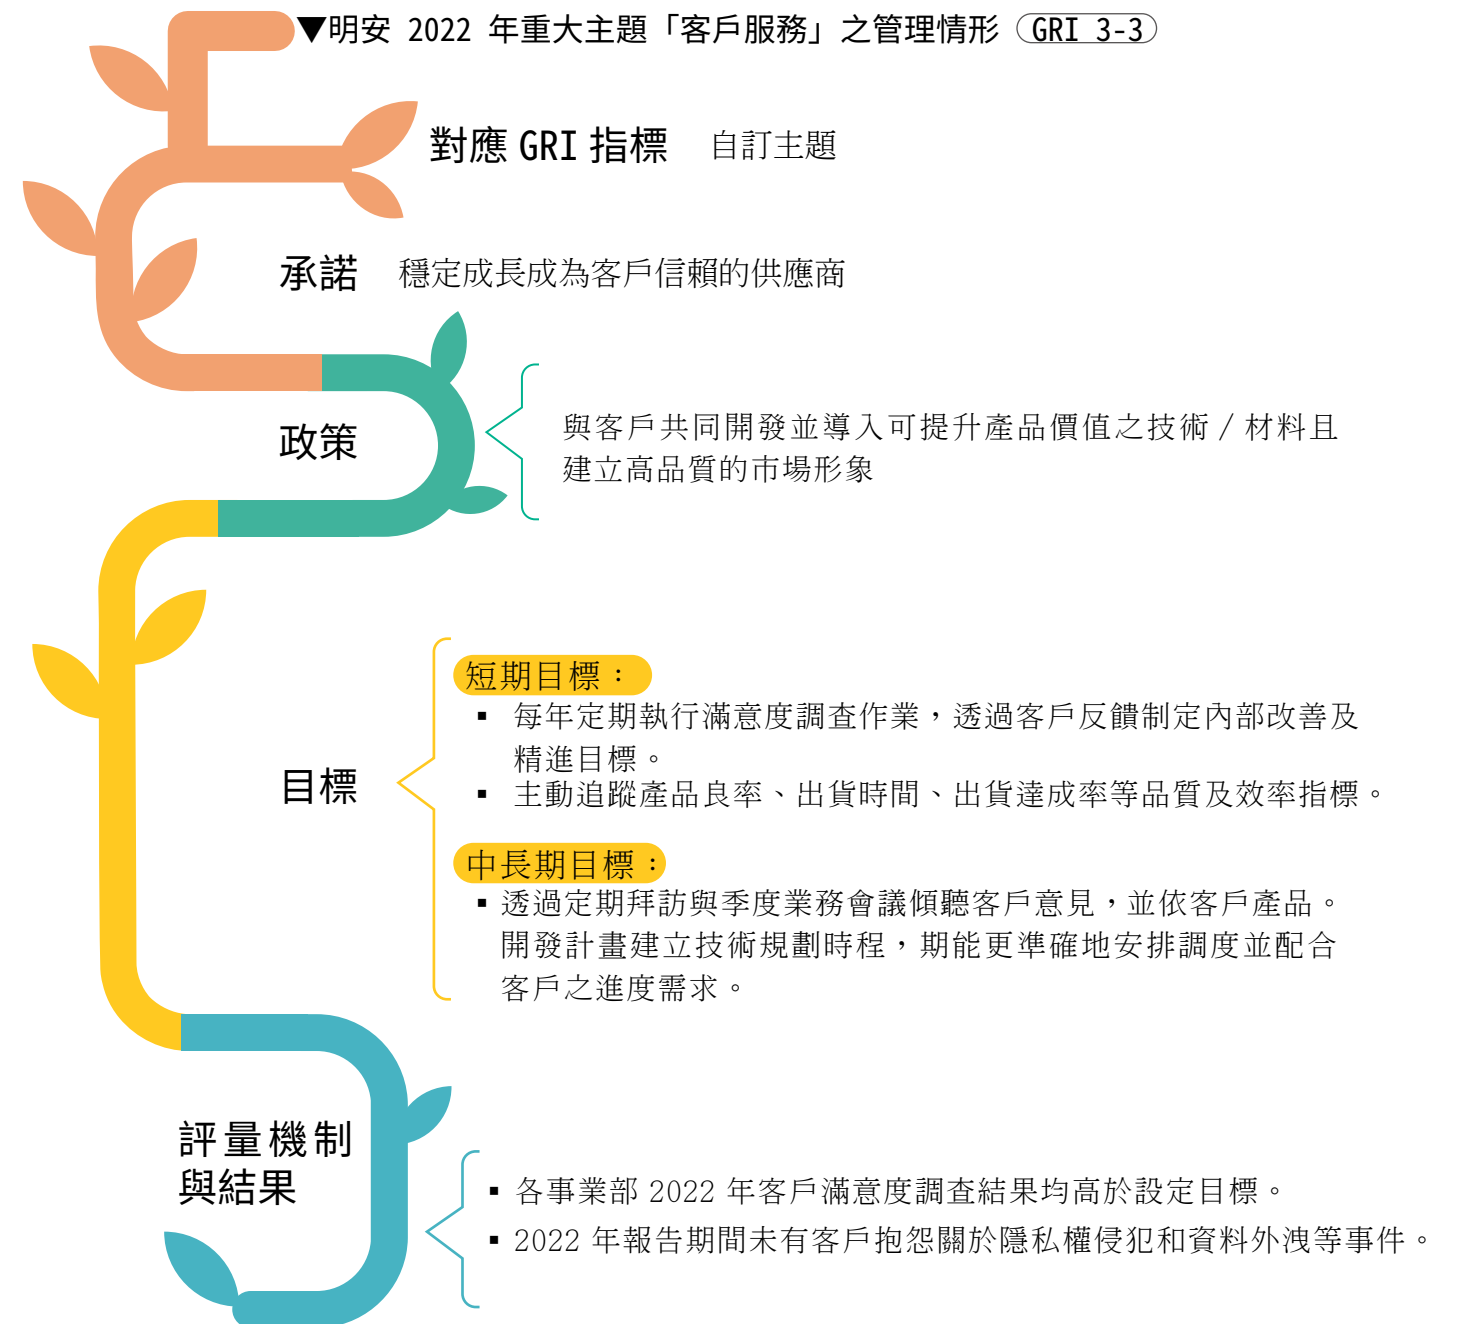 ▼明安 2022 年重大主題「客戶服務」之管理情形 GRI 3-3
對應 GRI 指標 自訂主題
承諾 穩定成長成為客戶信賴的供應商
政策
與客戶共同開發並導入可提升產品價值之技術／材料且
建立高品質的市場形象
目標
短期目標：
▪ 每年定期執行滿意度調查作業，透過客戶反饋制定內部改善及
精進目標。
▪ 主動追蹤產品良率、出貨時間、出貨達成率等品質及效率指標。
中長期目標：
▪ 透過定期拜訪與季度業務會議傾聽客戶意見，並依客戶產品。
開發計畫建立技術規劃時程，期能更準確地安排調度並配合
客戶之進度需求。
評量機制
與結果
▪ 各事業部 2022 年客戶滿意度調查結果均高於設定目標。
▪ 2022 年報告期間未有客戶抱怨關於隱私權侵犯和資料外洩等事件。